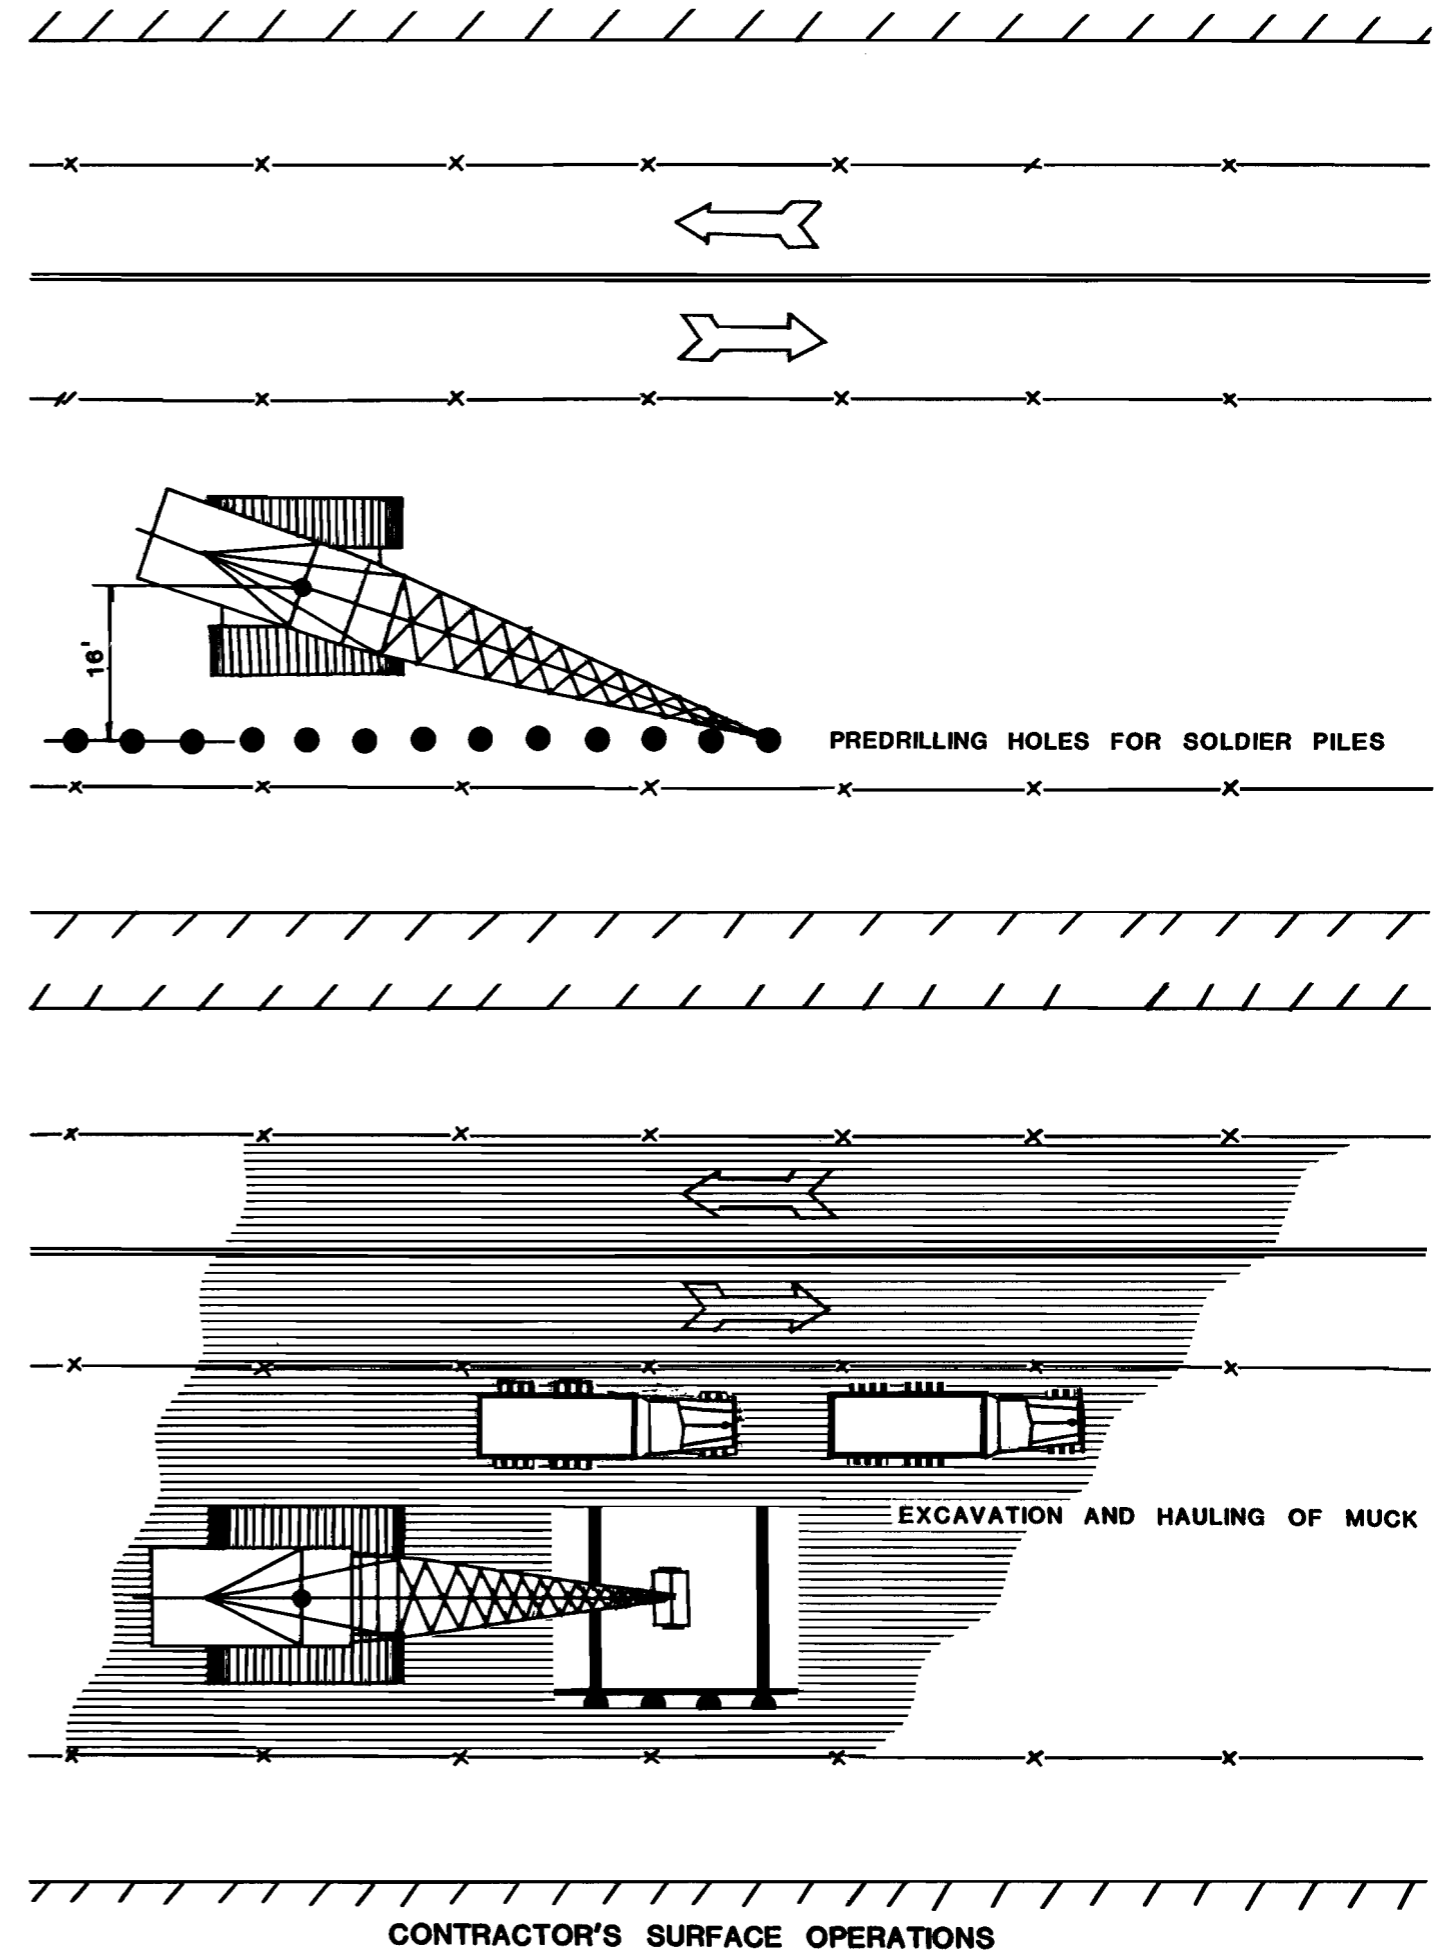 16'
PREDRILLING HOLES FOR SOLDIER PILES
EXCAVATION AND HAULING OF MUCK
CONTRACTOR'S SURFACE OPERATIONS